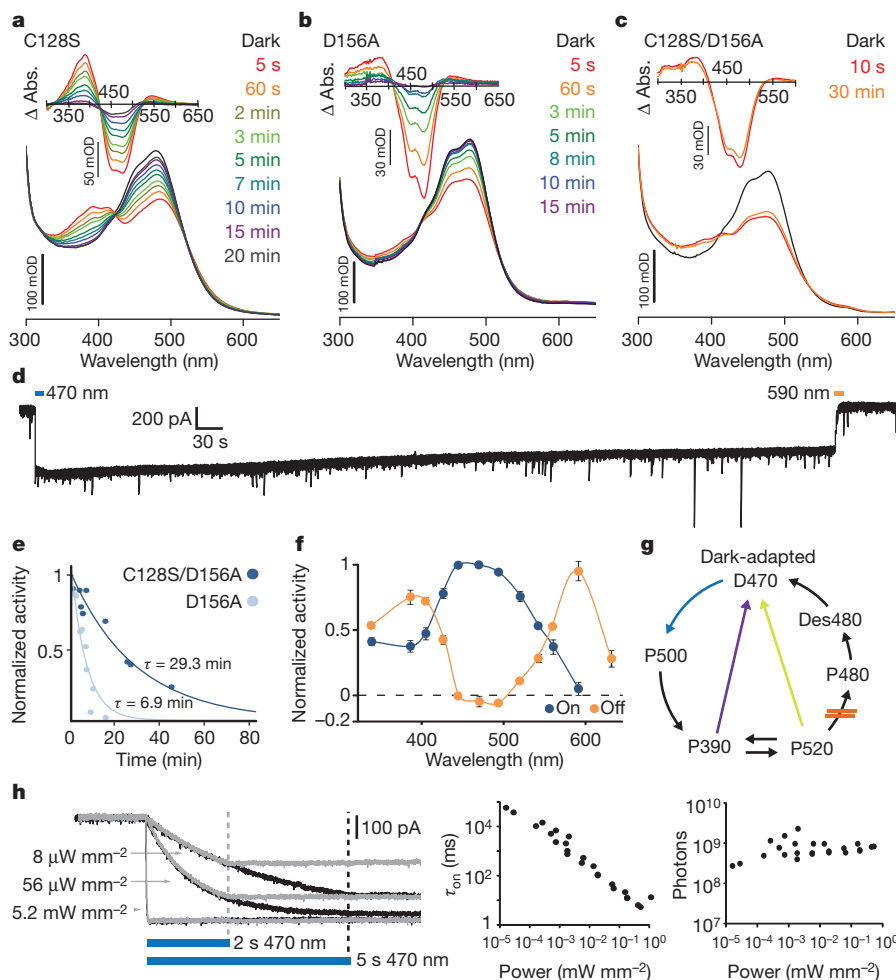 a
C128S
Dark
5 s
60 s
2 min
3 min
5 min
7 min
10 min
15 min
20 min
Δ Abs.
450
350
550
650
50 mOD
100 mOD
300
400
500
600
Wavelength (nm)
b
D156A
Dark
5 s
60 s
3 min
5 min
8 min
10 min
15 min
Δ Abs.
450
350
550
650
30 mOD
100 mOD
300
400
500
600
Wavelength (nm)
c
C128S/D156A
Dark
10 s
30 min
Δ Abs.
450
350
550
30 mOD
100 mOD
300
400
500
600
Wavelength (nm)
d
470 nm
590 nm
200 pA
30 s
e
C128S/D156A
D156A
Normalized activity
1
0.5
0
τ = 29.3 min
τ = 6.9 min
0
20
40
60
80
Time (min)
f
Normalized activity
1
0.5
0
−0.2
On
Off
400
500
600
Wavelength (nm)
g
Dark-adapted
D470
Des480
P500
P480
P390
P520
h
100 pA
8 μW mm−2
56 μW mm−2
5.2 mW mm−2
2 s 470 nm
5 s 470 nm
τon (ms)
10⁴
10²
1
10−5
10−4
10−3
10−2
10−1
10⁰
Power (mW mm−2)
Photons
10¹⁰
10⁹
10⁸
10⁷
10−5
10−4
10−3
10−2
10−1
10⁰
Power (mW mm−2)